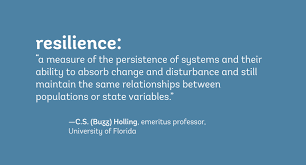 resilience:
“a measure of the persistence of systems and their
ability to absorb change and disturbance and still
maintain the same relationships between
populations or state variables.”
—C.S. (Bugg) Holling, emeritus professor,
University of Florida